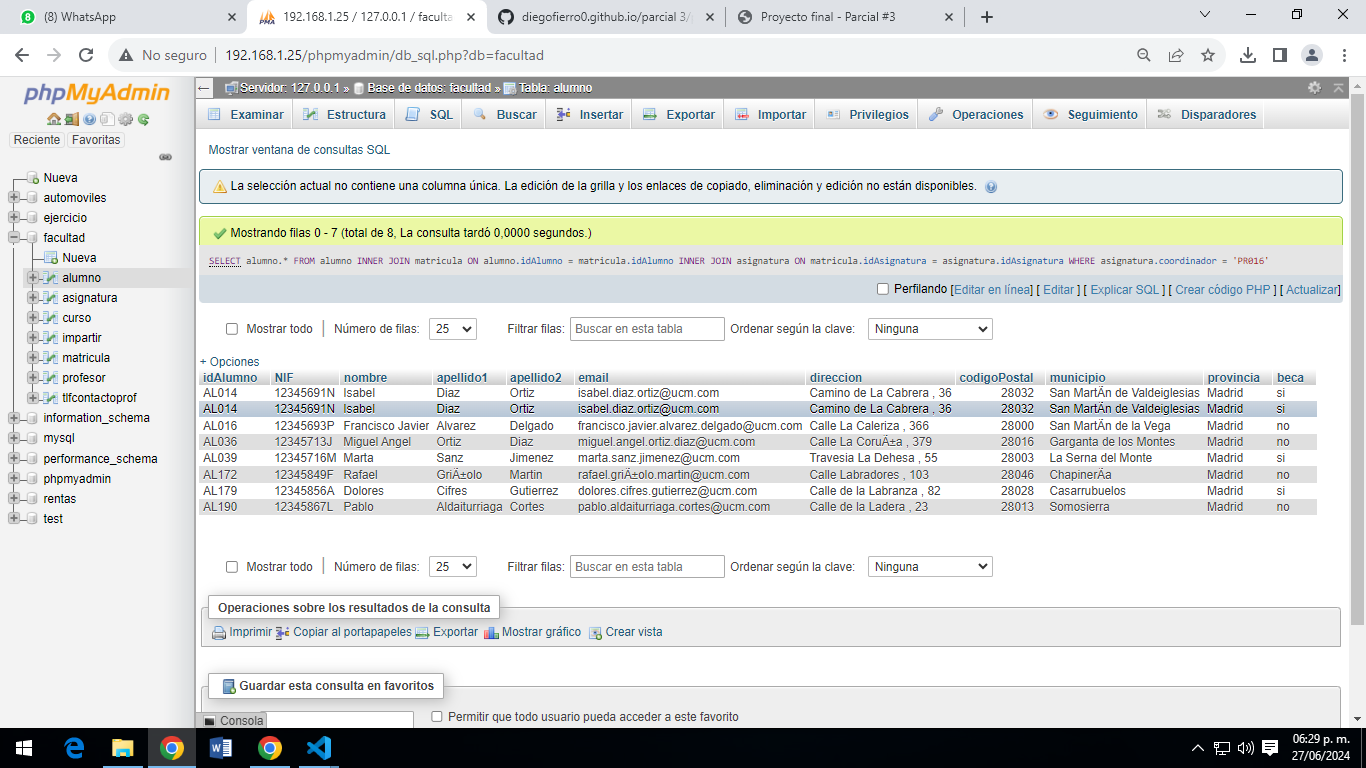 (8) WhatsApp
192.168.1.25 / 127.0.0.1 / faculta
diegofierro0.github.io/parcial 3/p
Proyecto final - Parcial #3
No seguro
192.168.1.25/phpmyadmin/db_sql.php?db=facultad
phpMyAdmin
Reciente Favoritas
Nueva
automoviles
ejercicio
facultad
Nueva
alumno
asignatura
curso
impartir
matricula
profesor
tlfcontactoprof
information_schema
mysql
performance_schema
phpmyadmin
rentas
test
Servidor: 127.0.0.1 » Base de datos: facultad » Tabla: alumno
Examinar Estructura SQL Buscar Insertar Exportar Importar Privilegios Operaciones Seguimiento Disparadores
Mostrar ventana de consultas SQL
La selección actual no contiene una columna única. La edición de la grilla y los enlaces de copiado, eliminación y edición no están disponibles.
Mostrando filas 0 - 7 (total de 8, La consulta tardó 0,0000 segundos.)
SELECT alumno.* FROM alumno INNER JOIN matricula ON alumno.idAlumno = matricula.idAlumno INNER JOIN asignatura ON matricula.idAsignatura = asignatura.idAsignatura WHERE asignatura.coordinador = 'PR016'
Perfilando [Editar en línea] [ Editar ] [ Explicar SQL ] [ Crear código PHP ] [ Actualizar]
Mostrar todo | Número de filas: 25 Filtrar filas: Buscar en esta tabla Ordenar según la clave: Ninguna
+ Opciones
idAlumno NIF nombre apellido1 apellido2 email direccion codigoPostal municipio provincia beca
AL014 12345691N Isabel Diaz Ortiz isabel.diaz.ortiz@ucm.com Camino de La Cabrera , 36 28032 San MartÃn de Valdeiglesias Madrid si
AL014 12345691N Isabel Diaz Ortiz isabel.diaz.ortiz@ucm.com Camino de La Cabrera , 36 28032 San MartÃn de Valdeiglesias Madrid si
AL016 12345693P Francisco Javier Alvarez Delgado francisco.javier.alvarez.delgado@ucm.com Calle La Caleriza , 366 28000 San MartÃn de la Vega Madrid no
AL036 12345713J Miguel Angel Ortiz Diaz miguel.angel.ortiz.diaz@ucm.com Calle La CoruÃ±a , 379 28016 Garganta de los Montes Madrid no
AL039 12345716M Marta Sanz Jimenez marta.sanz.jimenez@ucm.com Travesia La Dehesa , 55 28003 La Serna del Monte Madrid si
AL172 12345849F Rafael GriÃ±olo Martin rafael.griÃ±olo.martin@ucm.com Calle Labradores , 103 28046 ChapinerÃa Madrid no
AL179 12345856A Dolores Cifres Gutierrez dolores.cifres.gutierrez@ucm.com Calle de la Labranza , 82 28028 Casarrubuelos Madrid si
AL190 12345867L Pablo Aldaiturriaga Cortes pablo.aldaiturriaga.cortes@ucm.com Calle de la Ladera , 23 28013 Somosierra Madrid no
Mostrar todo | Número de filas: 25 Filtrar filas: Buscar en esta tabla Ordenar según la clave: Ninguna
Operaciones sobre los resultados de la consulta
Imprimir Copiar al portapapeles Exportar Mostrar gráfico Crear vista
Guardar esta consulta en favoritos
Consola
Permitir que todo usuario pueda acceder a este favorito
06:29 p. m.
27/06/2024